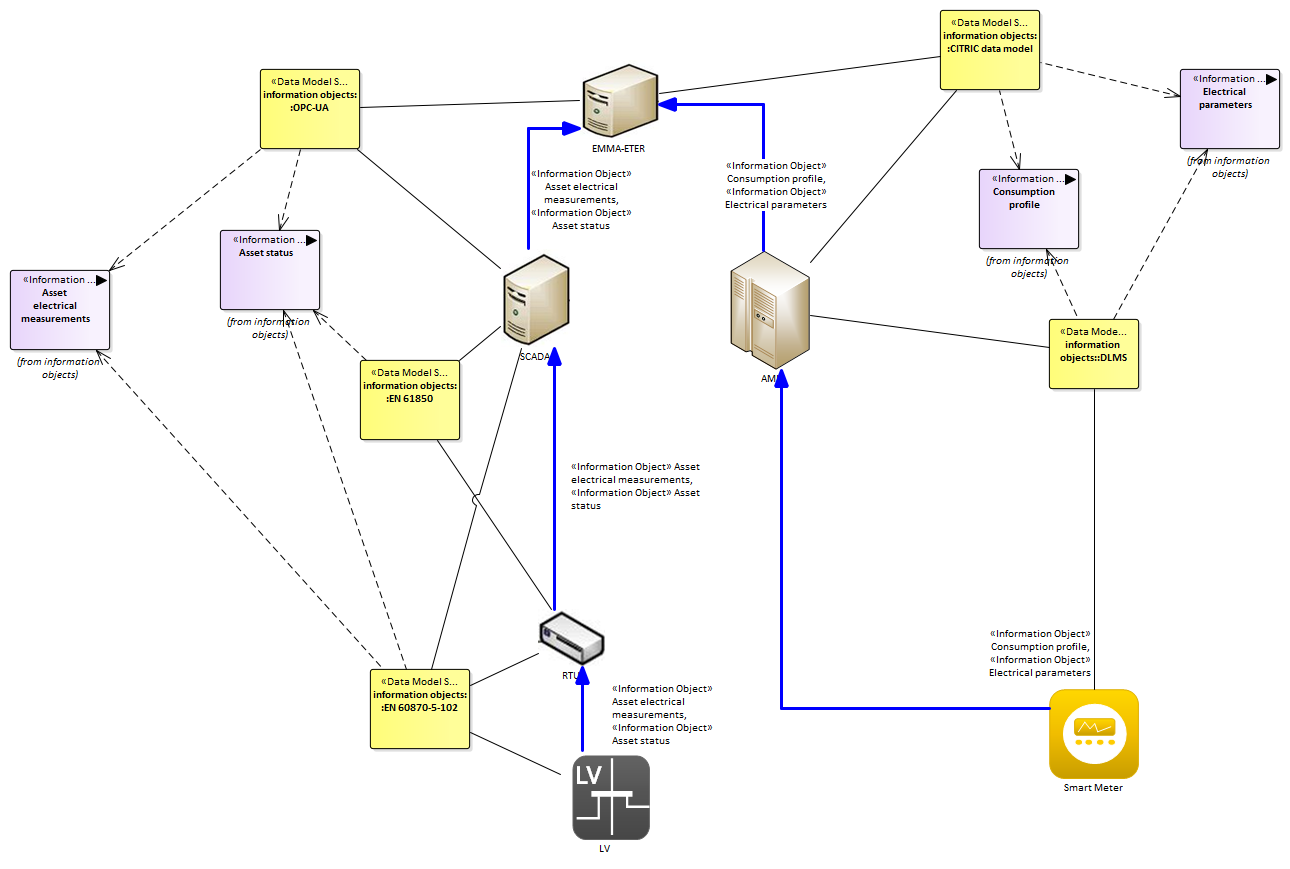 «Data Model S...
information objects:
:CITRIC data model
«Data Model S...
information objects:
:OPC-UA
«Information ...
Electrical
parameters
(from information
objects)
EMMA-ETER
«Information Object»
Asset electrical
measurements,
«Information Object»
Asset status
«Information Object»
Consumption profile,
«Information Object»
Electrical parameters
«Information ...
Consumption
profile
(from information
objects)
«Information ...
Asset status
(from information
objects)
«Information ...
Asset
electrical
measurements
(from information
objects)
SCADA
«Data Model S...
information objects:
:EN 61850
«Data Mode...
information
objects::DLMS
«Information Object» Asset
electrical measurements,
«Information Object» Asset
status
«Information Object»
Consumption profile,
«Information Object»
Electrical parameters
«Data Model S...
information objects:
:EN 60870-5-102
RTU
«Information Object»
Asset electrical
measurements,
«Information Object»
Asset status
LV
LV
Smart Meter